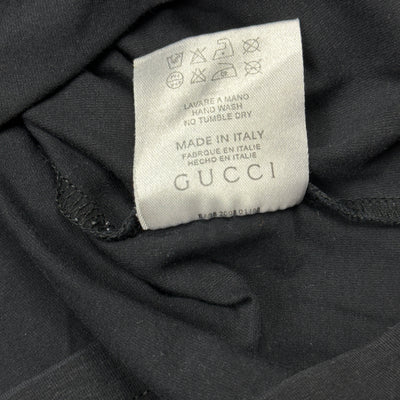 LAVARE A MANO
HAND WASH
NO TUMBLE DRY
MADE IN ITALY
FABRIQUE EN ITALIE
HECHO EN ITALIE
GUCCI